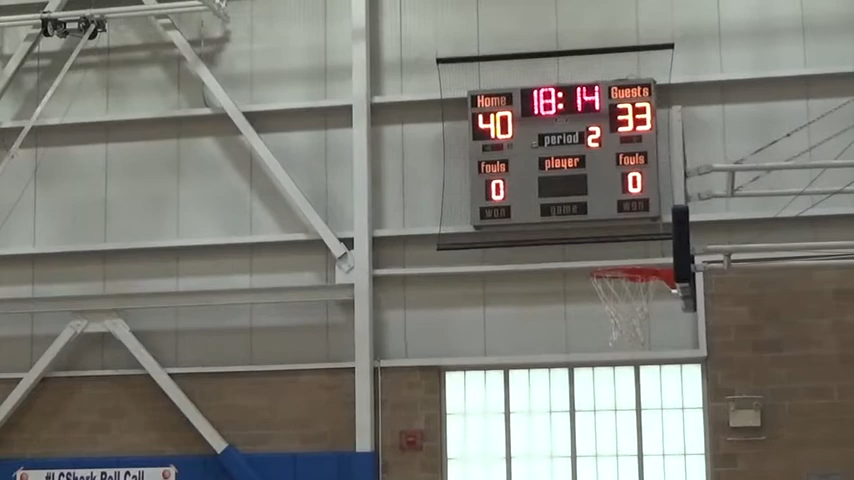 Home 18:14 Guests
40 33
period 2
fouls player fouls
0 0
won game won
#LCShark Roll Call